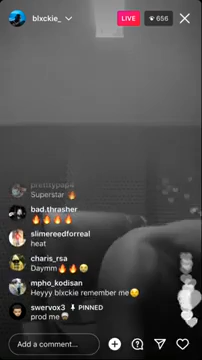 blxckie_
LIVE
656
prettypap4
Superstar 🔥
bad.thrasher
🔥🔥🔥🔥
slimereedforreal
heat
charis_rsa
Daymm🔥🔥😭
mpho_kodisan
Heyyy blxckie remember me😏
swervox3 PINNED
prod me
Add a comment...